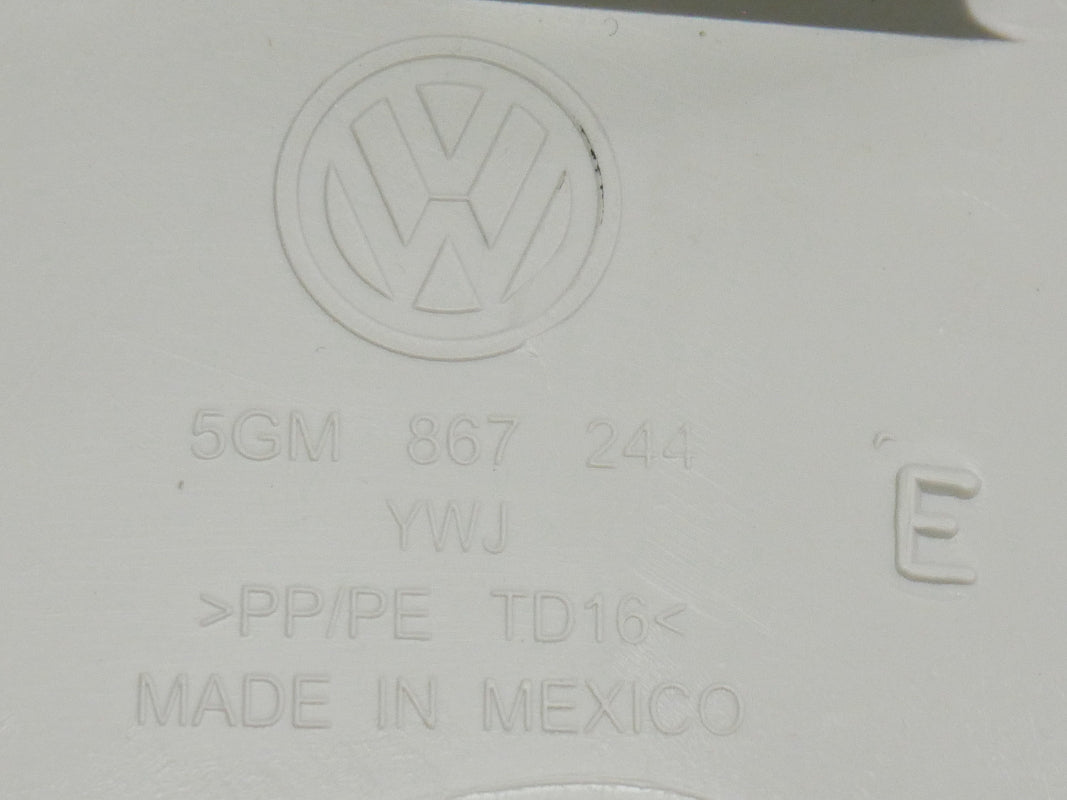 5GM 867 244
E
YWJ
>PP/PE TD16<
MADE IN MEXICO